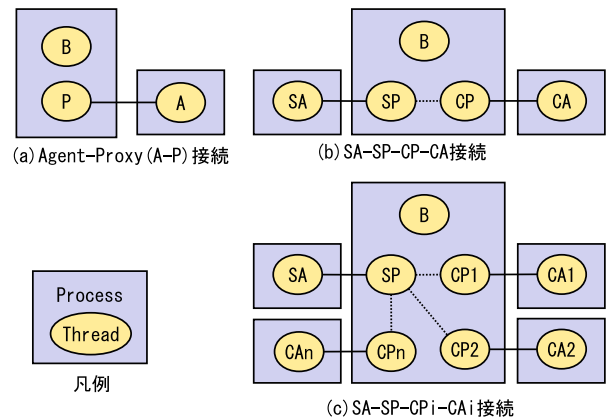 B
P
A
(a)Agent-Proxy(A-P)接続
B
SA
SP
CP
CA
(b)SA-SP-CP-CA接続
B
SA
SP
CP1
CA1
CAn
CPn
CP2
CA2
(c)SA-SP-CPi-CAi接続
Process
Thread
凡例